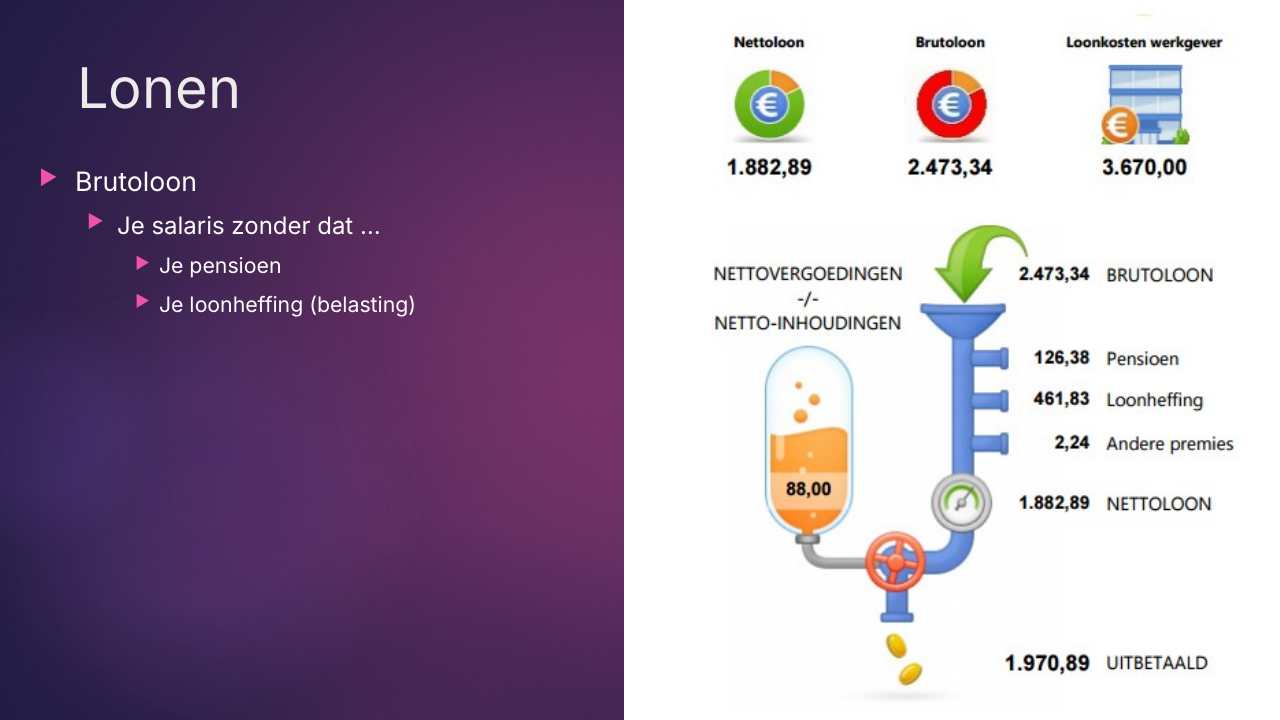 Lonen
Brutoloon
Je salaris zonder dat ...
Je pensioen
Je loonheffing (belasting)
Nettoloon Brutoloon Loonkosten werkgever
€ € €
1.882,89 2.473,34 3.670,00
NETTOVERGOEDINGEN
-/-
NETTO-INHOUDINGEN
88,00
2.473,34 BRUTOLOON
126,38 Pensioen
461,83 Loonheffing
2,24 Andere premies
1.882,89 NETTOLOON
1.970,89 UITBETAALD